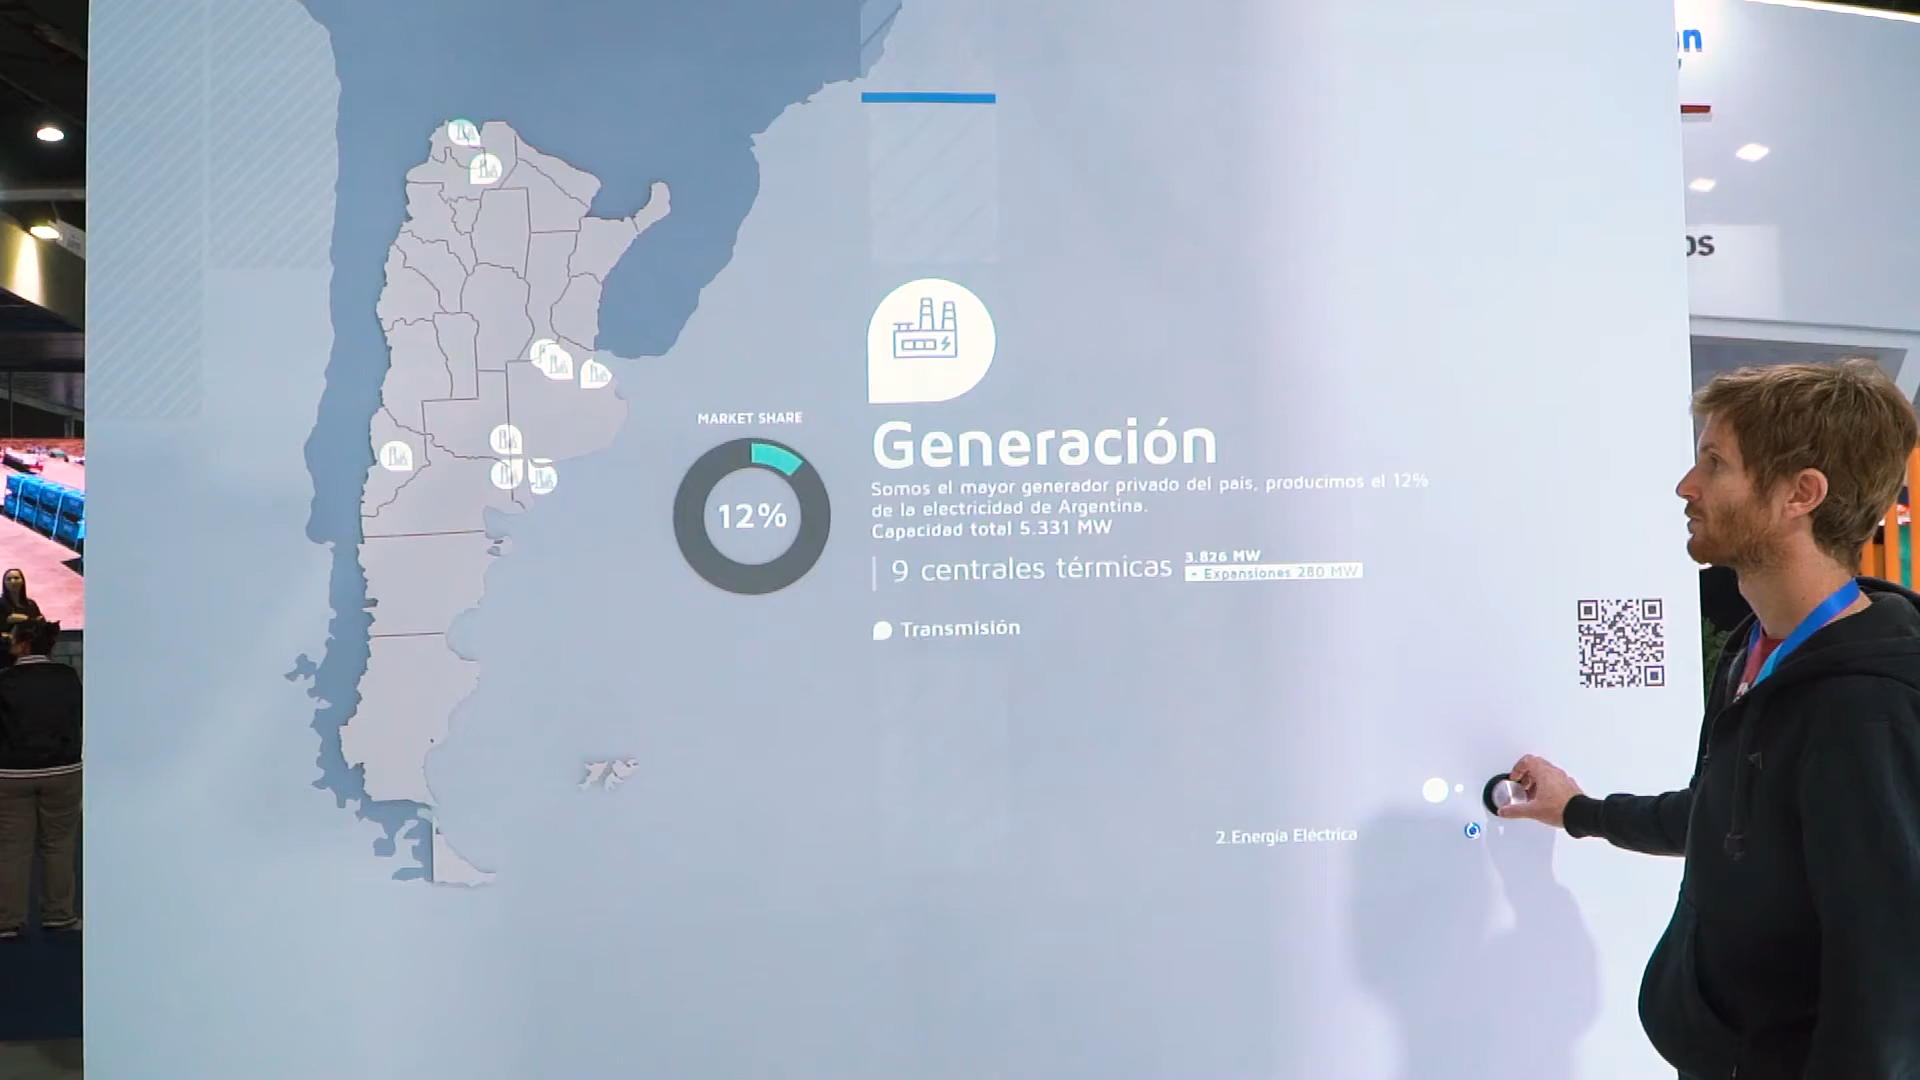 MARKET SHARE
12%
Generación
Somos el mayor generador privado del país, producimos el 12%
de la electricidad de Argentina.
Capacidad total 5.331 MW
9 centrales térmicas
3.826 MW
- Expansiones 280 MW
Transmisión
2.Energía Eléctrica